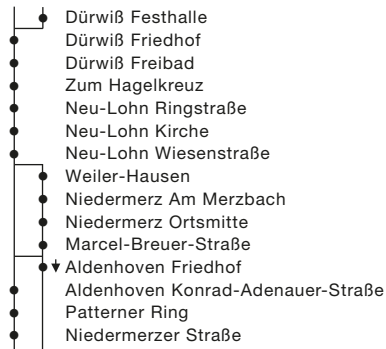 Dürwiß Festhalle
Dürwiß Friedhof
Dürwiß Freibad
Zum Hagelkreuz
Neu-Lohn Ringstraße
Neu-Lohn Kirche
Neu-Lohn Wiesenstraße
Weiler-Hausen
Niedermerz Am Merzbach
Niedermerz Ortsmitte
Marcel-Breuer-Straße
Aldenhoven Friedhof
Aldenhoven Konrad-Adenauer-Straße
Patterner Ring
Niedermerzer Straße